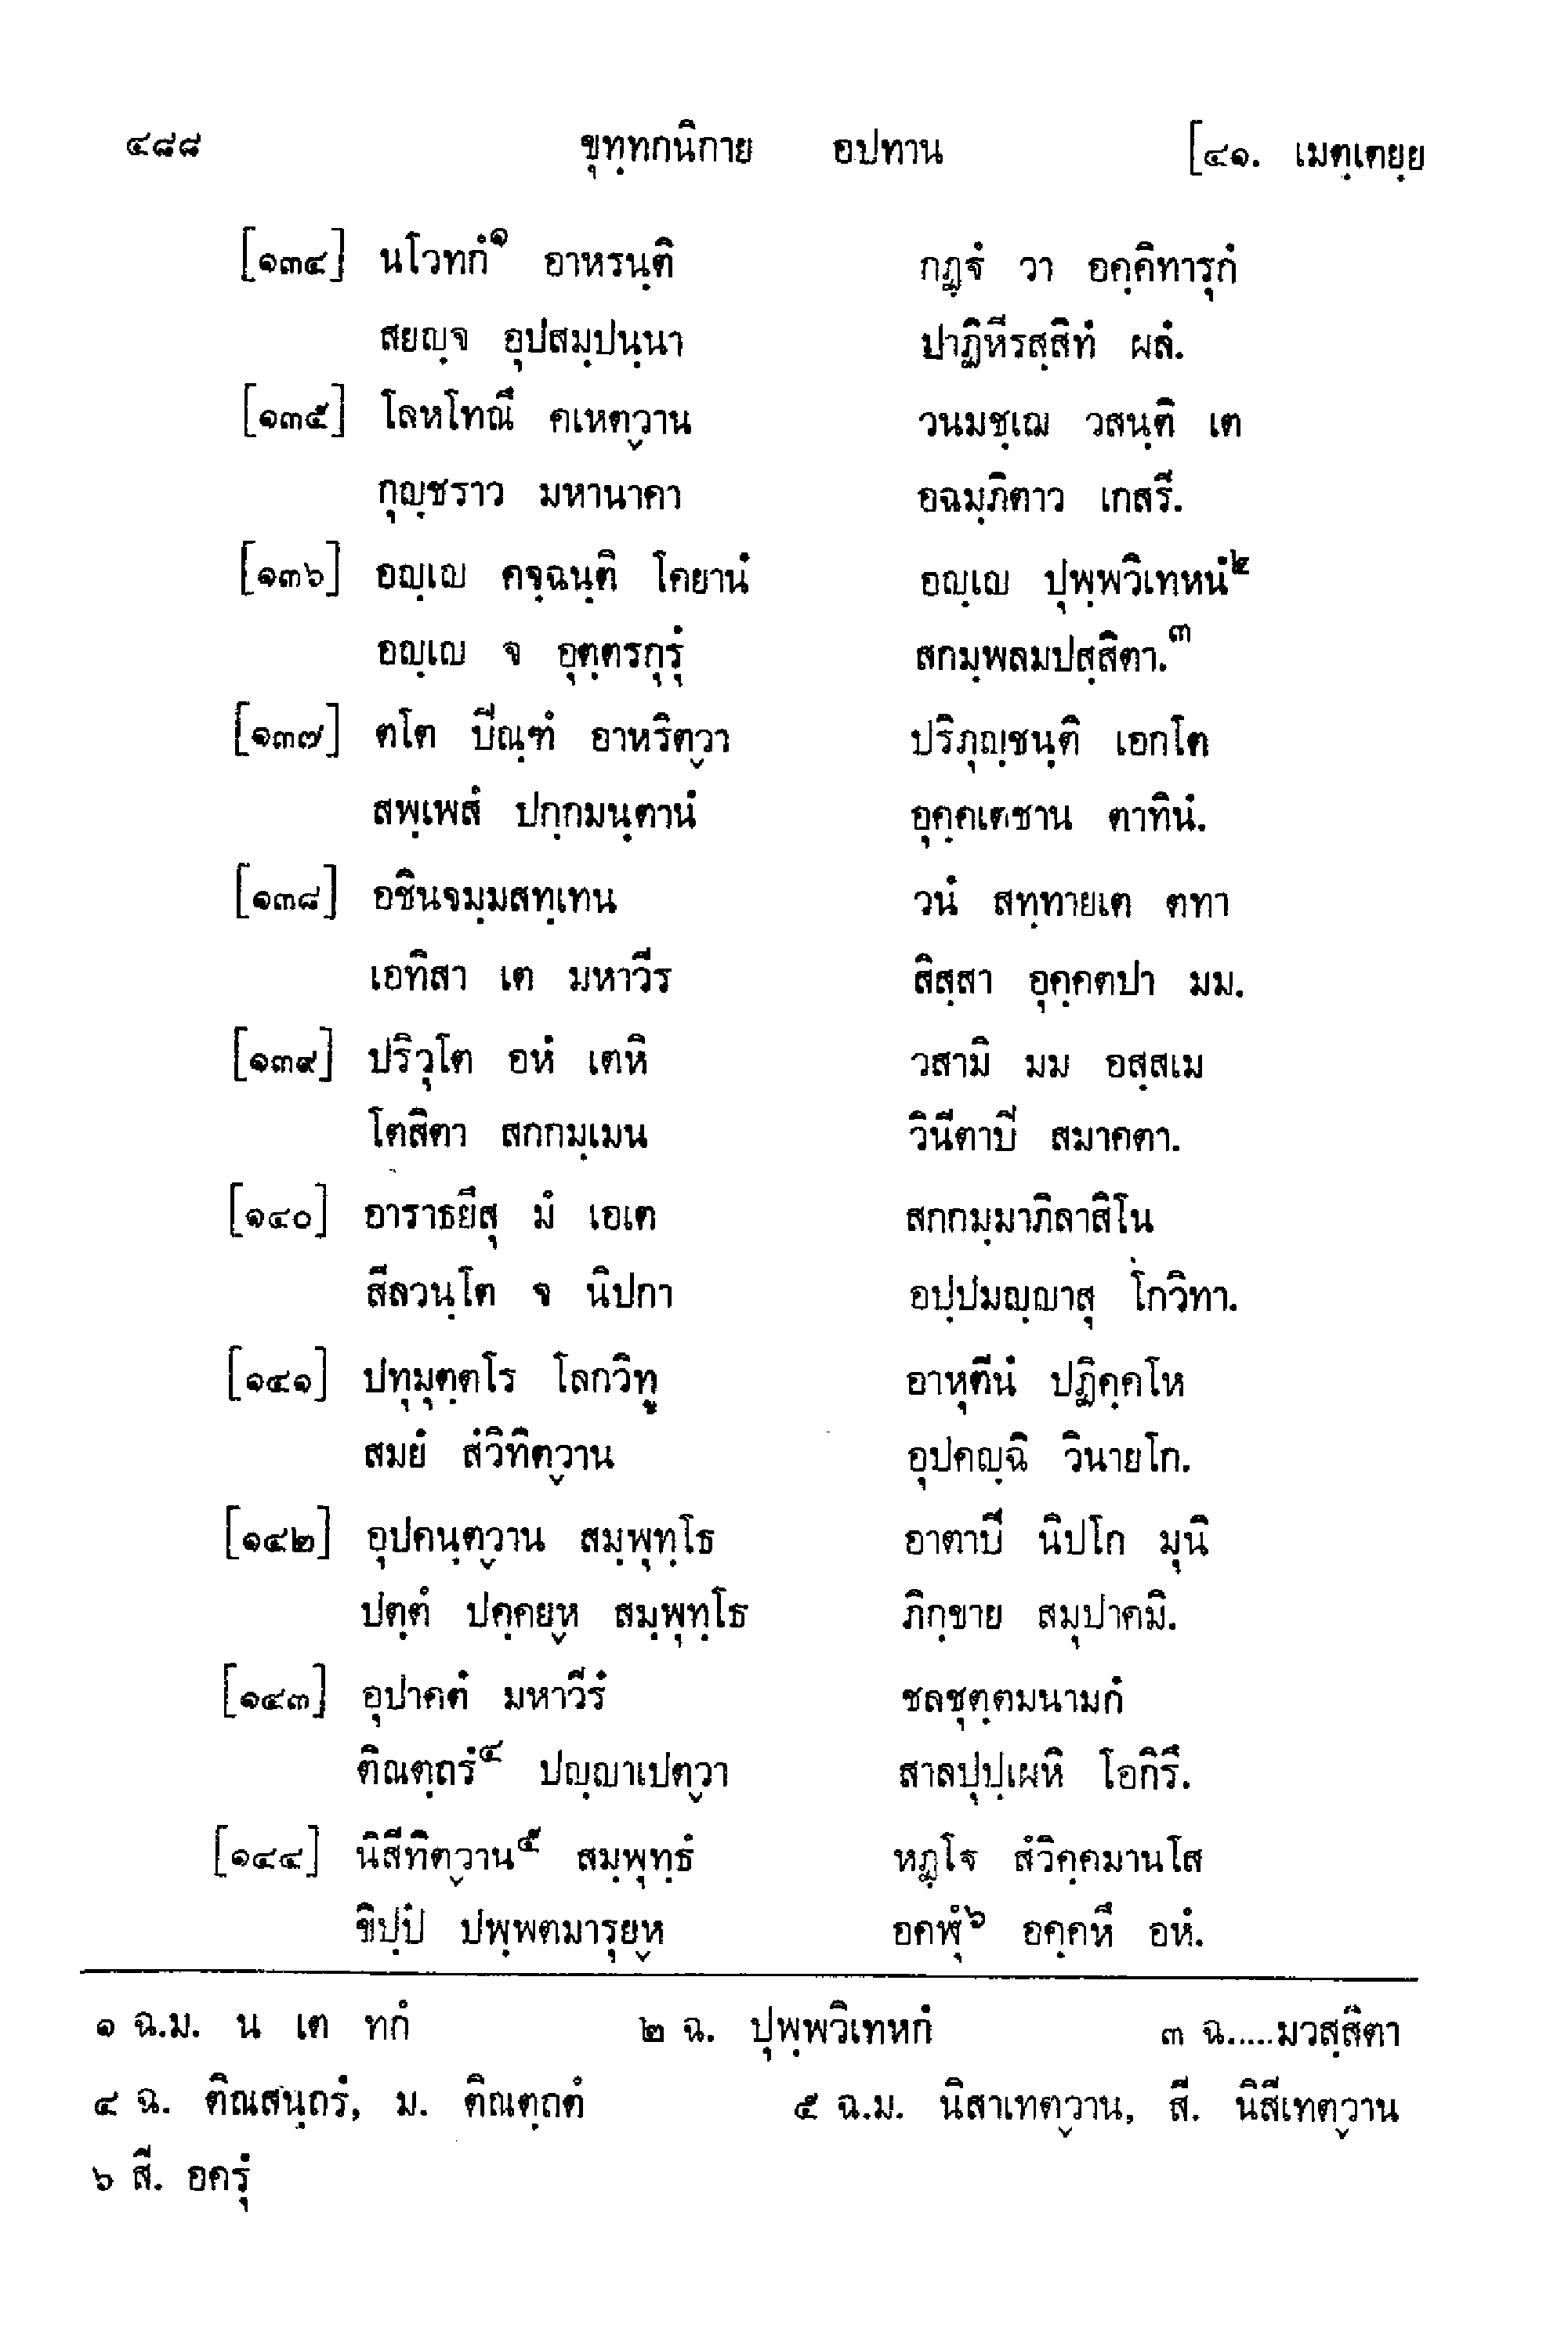 ๔๘๘ ขุทฺทกนิกาย อปทาน [๔๑. เมตฺเตยฺย
[๑๓๔] นโวทกํ๑ อาหรนฺติ กฏฺฐํ วา อคฺคิทารุกํ
สยญฺจ อุปสมฺปนฺนา ปาฏิหีรสฺสิทํ ผลํ.
[๑๓๕] โลหโทณึ คเหตฺวาน วนมชฺเฌ วสนฺติ เต
กุญฺชราว มหานาคา อฉมฺภิตาว เกสรี.
[๑๓๖] อญฺเญ คจฺฉนฺติ โคยานํ อญฺเญ ปุพฺพวิเทหนํ๒
อญฺเญ จ อุตฺตรกุรุํ สกมฺพลมปสฺสิตา.๓
[๑๓๗] ตโต ปิณฺฑํ อาหริตฺวา ปริภุญฺชนฺติ เอกโต
สพฺเพสํ ปกฺกมนฺตานํ อุคฺคเตชาน ตาทินํ.
[๑๓๘] อชินจมฺมสทฺเทน วนํ สทฺทายเต ตทา
เอทิสา เต มหาวีร สิสฺสา อุคฺคตปา มม.
[๑๓๙] ปริวุโต อหํ เตหิ วสามิ มม อสฺสเม
โตสิตา สกกมฺเมน วินีตาปิ สมาคตา.
[๑๔๐] อาราธยึสุ มํ เอเต สกกมฺมาภิลาสิโน
สีลวนฺโต จ นิปกา อปฺปมญฺญาสุ โกวิทา.
[๑๔๑] ปทุมุตฺตโร โลกวิทู อาหุตีนํ ปฏิคฺคโห
สมยํ สํวิทิตฺวาน อุปคญฺฉิ วินายโก.
[๑๔๒] อุปคนฺตฺวาน สมฺพุทฺโธ อาตาปี นิปโก มุนิ
ปตฺตํ ปคฺคยฺห สมฺพุทฺโธ ภิกฺขาย สมุปาคมิ.
[๑๔๓] อุปาคตํ มหาวีรํ ชลชุตฺตมนามกํ
ติณตฺถรํ๔ ปญฺญาเปตฺวา สาลปุปฺเผหิ โอกิรึ.
[๑๔๔] นิสีทิตฺวาน๕ สมฺพุทฺธํ หฏฺโฐ สํวิคฺคมานโส
ขิปฺปํ ปพฺพตมารุยฺห อคฬุํ๖ อคฺคหึ อหํ.
๑ ฉ.ม. น เต ทกํ ๒ ฉ. ปุพฺพวิเทหกํ ๓ ฉ.....มวสฺสิตา
๔ ฉ. ติณสนฺถรํ, ม. ติณตฺถตํ ๕ ฉ.ม. นิสาเทตฺวาน, สี. นิสีเทตฺวาน
๖ สี. อครุํ